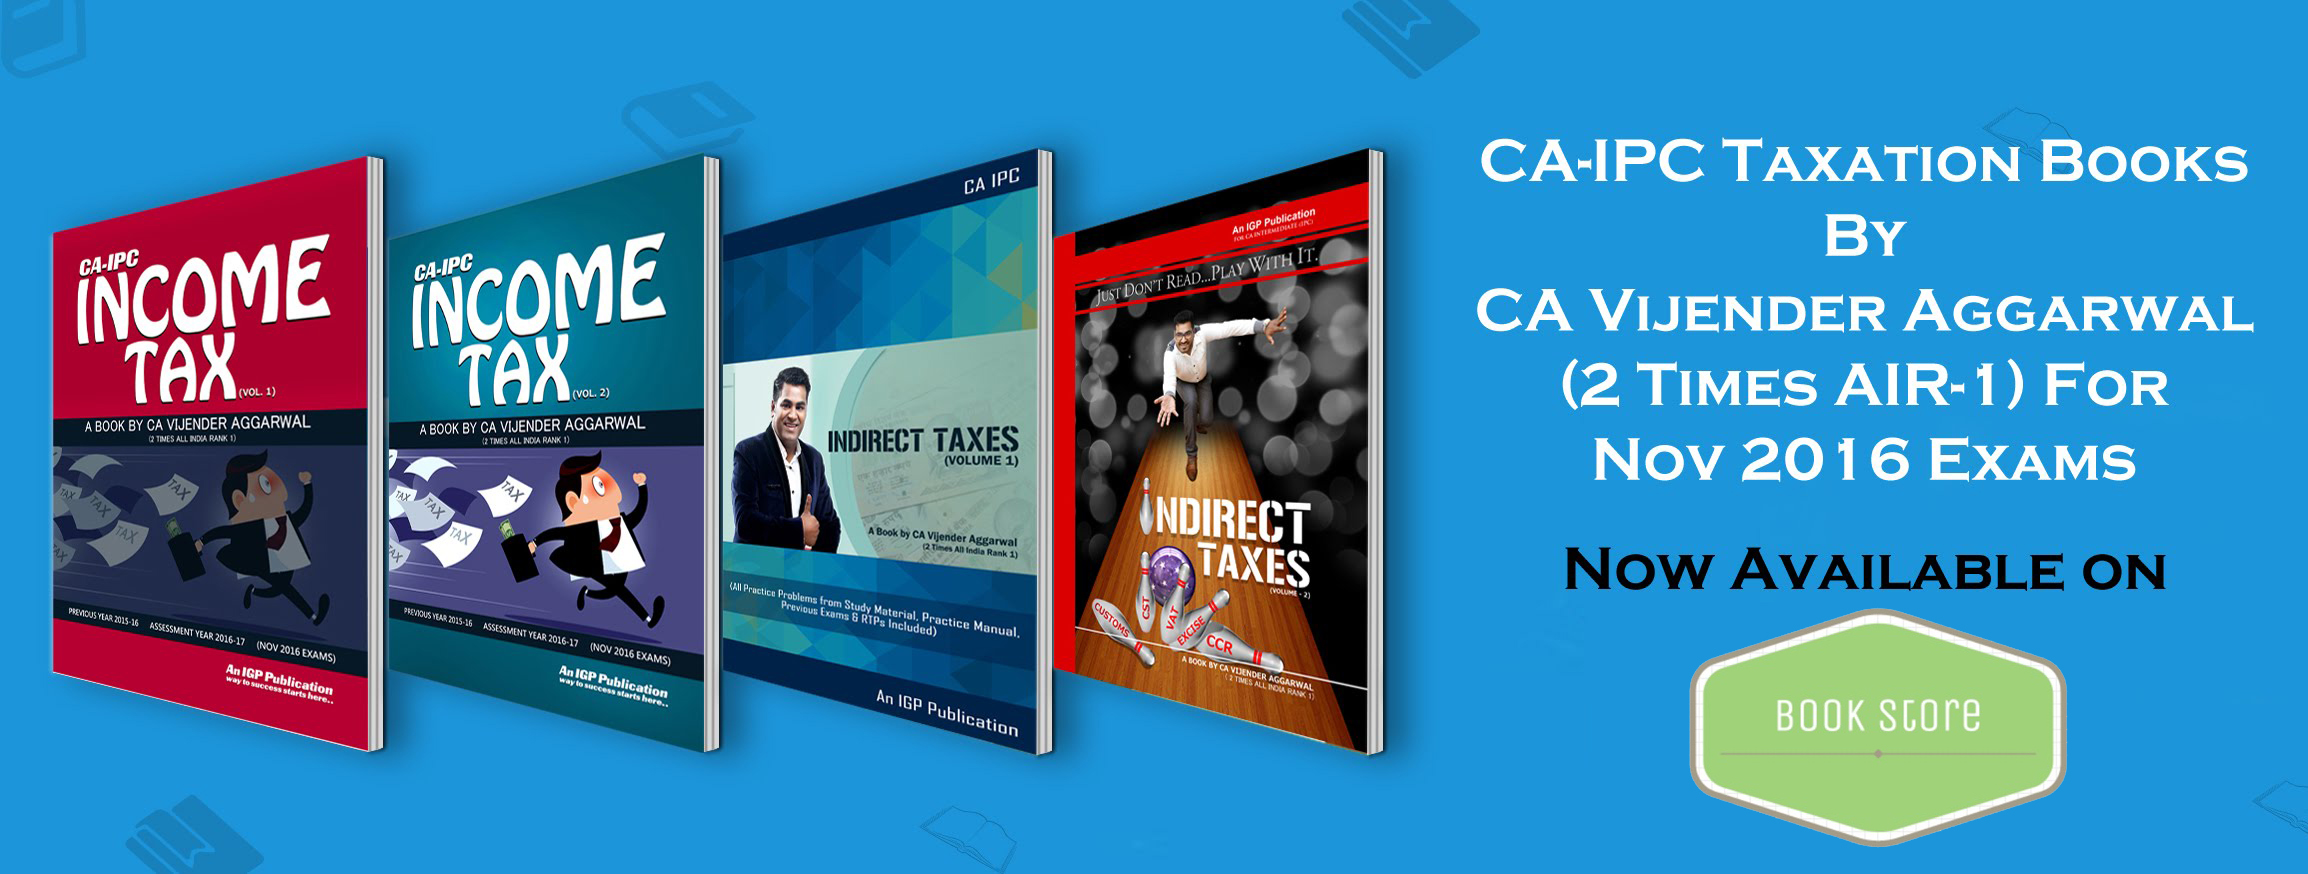 CA-IPC
INCOME
TAX (VOL. 1)
A BOOK BY CA VIJENDER AGGARWAL
(2 TIMES ALL INDIA RANK 1)
TAX
TAX
TAX
TAX
PREVIOUS YEAR 2015-16 ASSESSMENT YEAR 2016-17 (NOV 2016 EXAMS)
An IGP Publication
way to success starts here..
CA-IPC
INCOME
TAX (VOL. 2)
A BOOK BY CA VIJENDER AGGARWAL
(2 TIMES ALL INDIA RANK 1)
TAX
TAX
TAX
TAX
PREVIOUS YEAR 2015-16 ASSESSMENT YEAR 2016-17 (NOV 2016 EXAMS)
An IGP Publication
way to success starts here..
CA IPC
INDIRECT TAXES
(VOLUME 1)
A Book by CA Vijender Aggarwal
(2 Times All India Rank 1)
(All Practice Problems from Study Material, Practice Manual,
Previous Exams & RTPs Included)
An IGP Publication
An IGP Publication
FOR CA INTERMEDIATE (IPC)
JUST DON'T READ...PLAY WITH IT.
INDIRECT
TAXES
(VOLUME - 2)
CUSTOMS
CST
VAT
EXCISE
CCR
A BOOK BY CA VIJENDER AGGARWAL
( 2 TIMES ALL INDIA RANK 1)
CA-IPC Taxation Books
By
CA Vijender Aggarwal
(2 Times AIR-1) For
Nov 2016 Exams
Now Available on
BOOK STORE